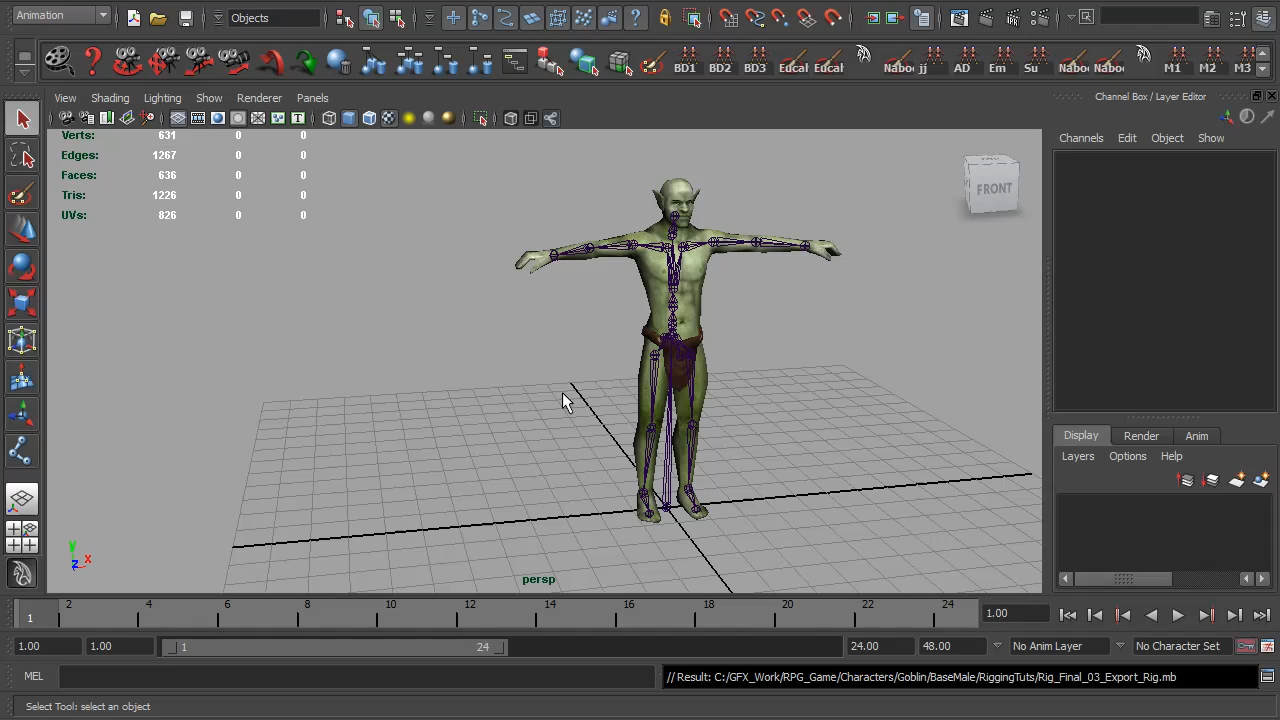 Animation
Objects
BD1 BD2 BD3 Eucal Eucal Naboo jj AD Em Su Naboo Naboo M1 M2 M3
View Shading Lighting Show Renderer Panels
Channel Box / Layer Editor
Channels Edit Object Show
Verts: 631 0 0
Edges: 1267 0 0
Faces: 636 0 0
Tris: 1226 0 0
UVs: 826 0 0
FRONT
persp
y x z
Display Render Anim
Layers Options Help
1 2 4 6 8 10 12 14 16 18 20 22 24
1.00
1.00 1.00 1 24 24.00 48.00 No Anim Layer No Character Set
MEL
// Result: C:/GFX_Work/RPG_Game/Characters/Goblin/BaseMale/RiggingTuts/Rig_Final_03_Export_Rig.mb
Select Tool: select an object